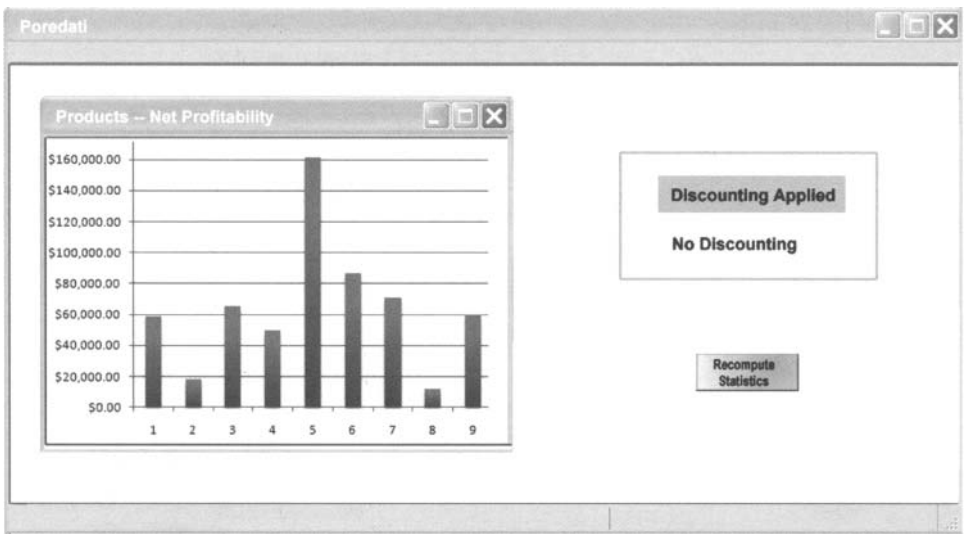 Poredati
Products -- Net Profitability
$160,000.00
$140,000.00
$120,000.00
$100,000.00
$80,000.00
$60,000.00
$40,000.00
$20,000.00
$0.00
1 2 3 4 5 6 7 8 9
Discounting Applied
No Discounting
Recompute
Statistics